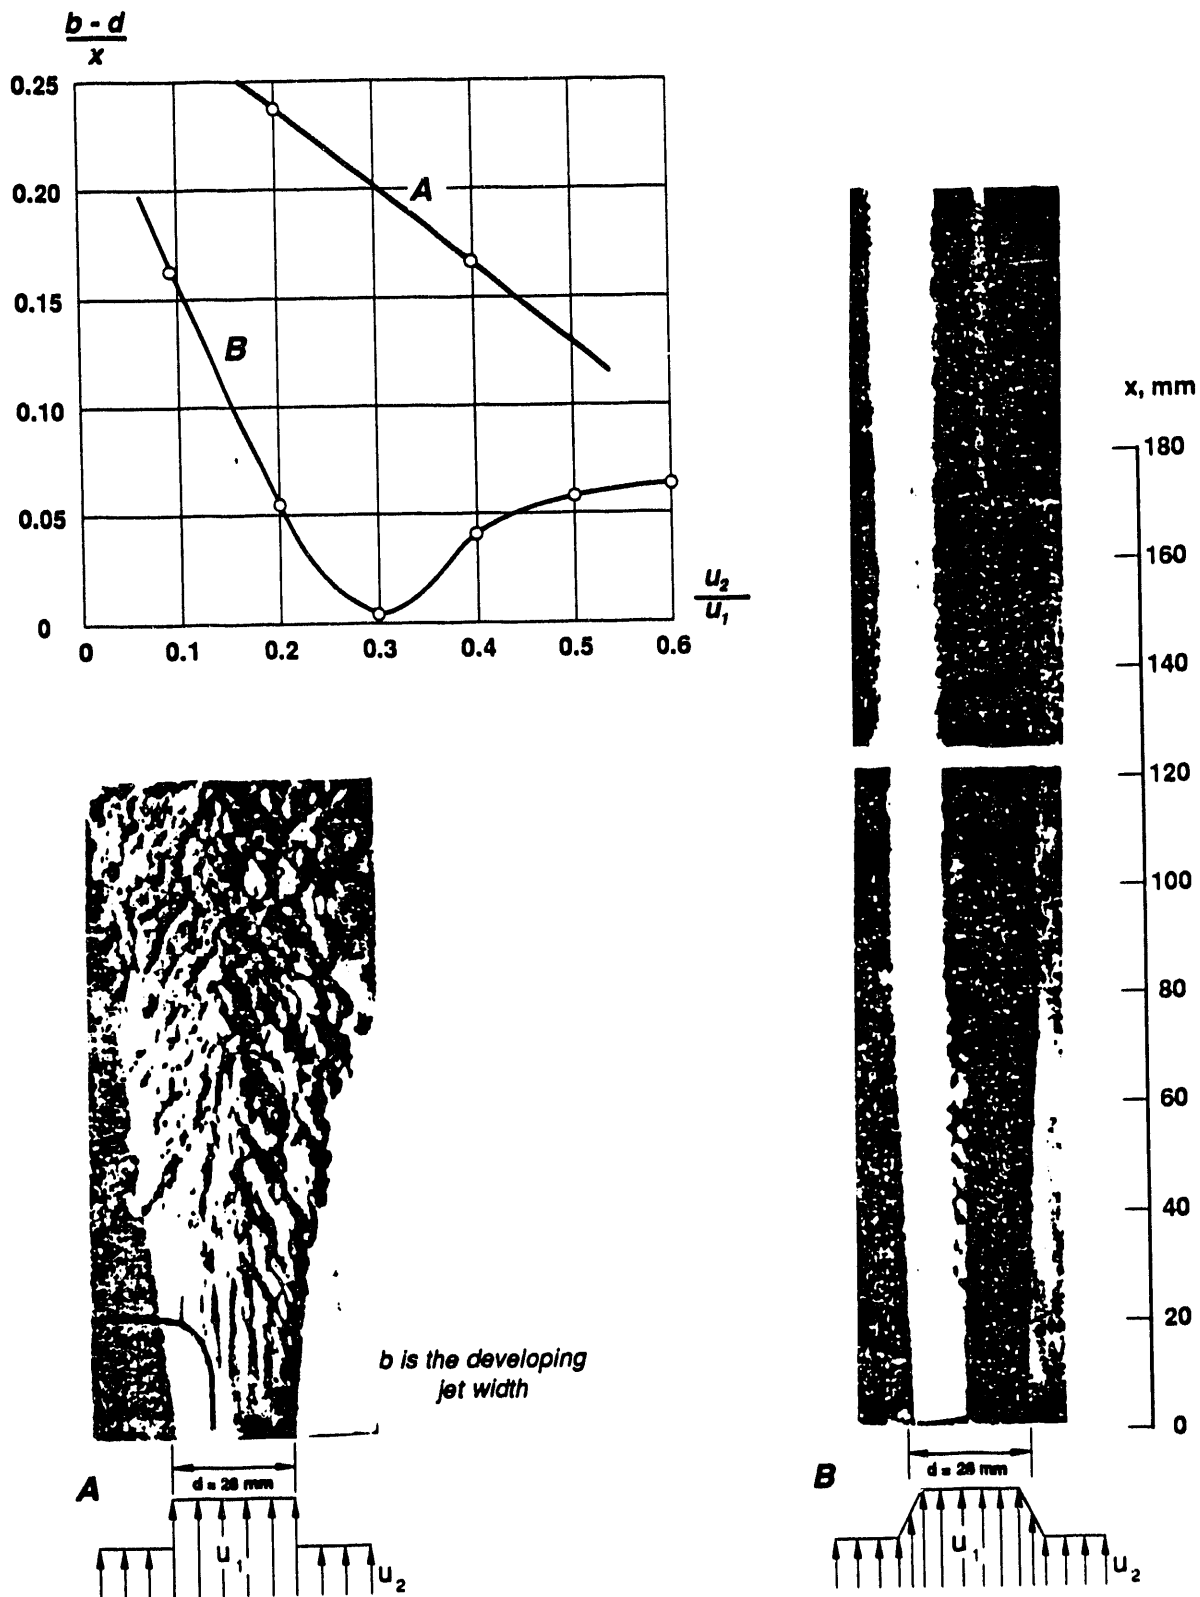 b - d
x
0.25
0.20
0.15
0.10
0.05
0
A
B
0 0.1 0.2 0.3 0.4 0.5 0.6
u2
u1
x, mm
180
160
140
120
100
80
60
40
20
0
b is the developing
jet width
A
d = 28 mm
u1
u2
B
d = 28 mm
u1
u2